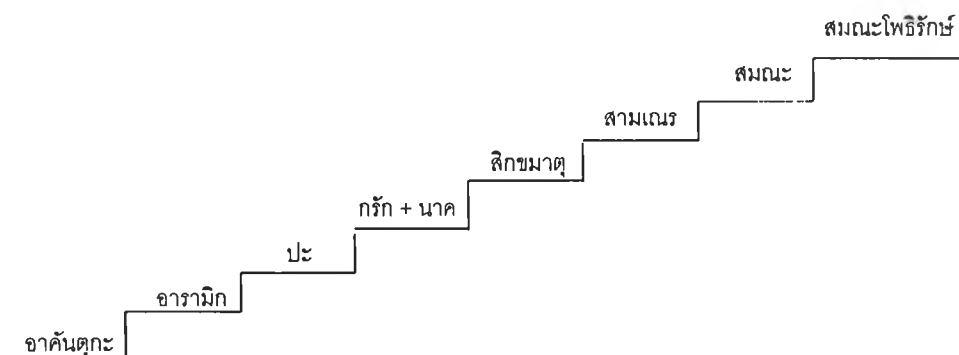 สมณะโพธิรักษ์
สมณะ
สามเณร
สิกขมาตุ
กรัก + นาค
ปะ
อารามิก
อาคันตุกะ